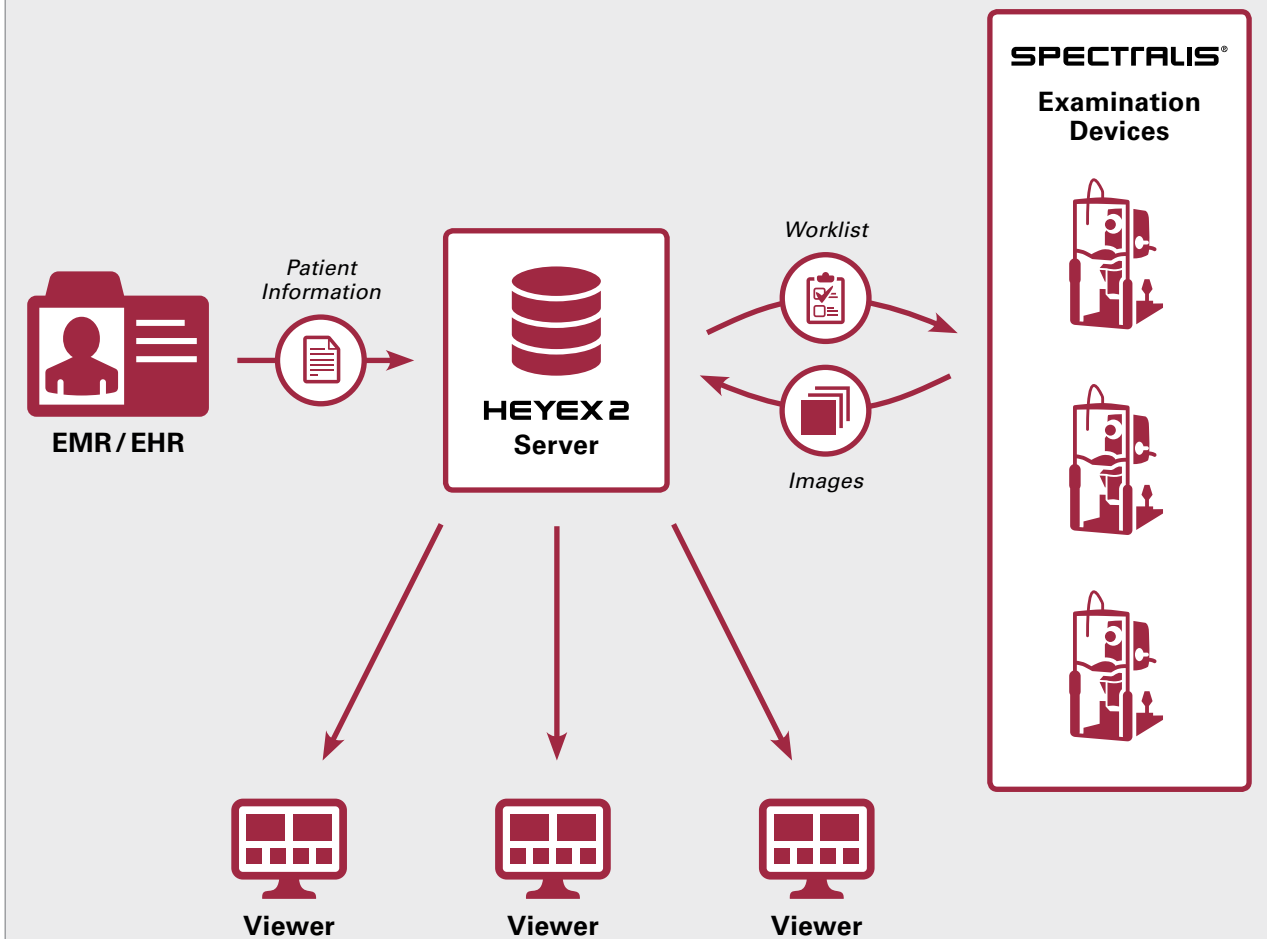 SPECTRALIS®
Examination
Devices
Worklist
Patient
Information
HEYEX 2
Server
EMR / EHR
Images
Viewer
Viewer
Viewer